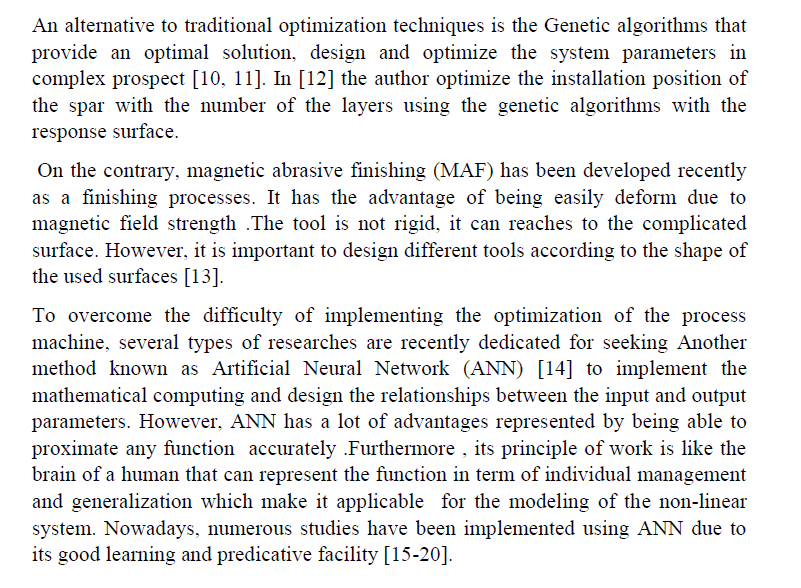 An alternative to traditional optimization techniques is the Genetic algorithms that
provide an optimal solution, design and optimize the system parameters in
complex prospect [10, 11]. In [12] the author optimize the installation position of
the spar with the number of the layers using the genetic algorithms with the
response surface.
On the contrary, magnetic abrasive finishing (MAF) has been developed recently
as a finishing processes. It has the advantage of being easily deform due to
magnetic field strength .The tool is not rigid, it can reaches to the complicated
surface. However, it is important to design different tools according to the shape of
the used surfaces [13].
To overcome the difficulty of implementing the optimization of the process
machine, several types of researches are recently dedicated for seeking Another
method known as Artificial Neural Network (ANN) [14] to implement the
mathematical computing and design the relationships between the input and output
parameters. However, ANN has a lot of advantages represented by being able to
proximate any function  accurately .Furthermore , its principle of work is like the
brain of a human that can represent the function in term of individual management
and generalization which make it applicable  for the modeling of the non-linear
system. Nowadays, numerous studies have been implemented using ANN due to
its good learning and predicative facility [15-20].